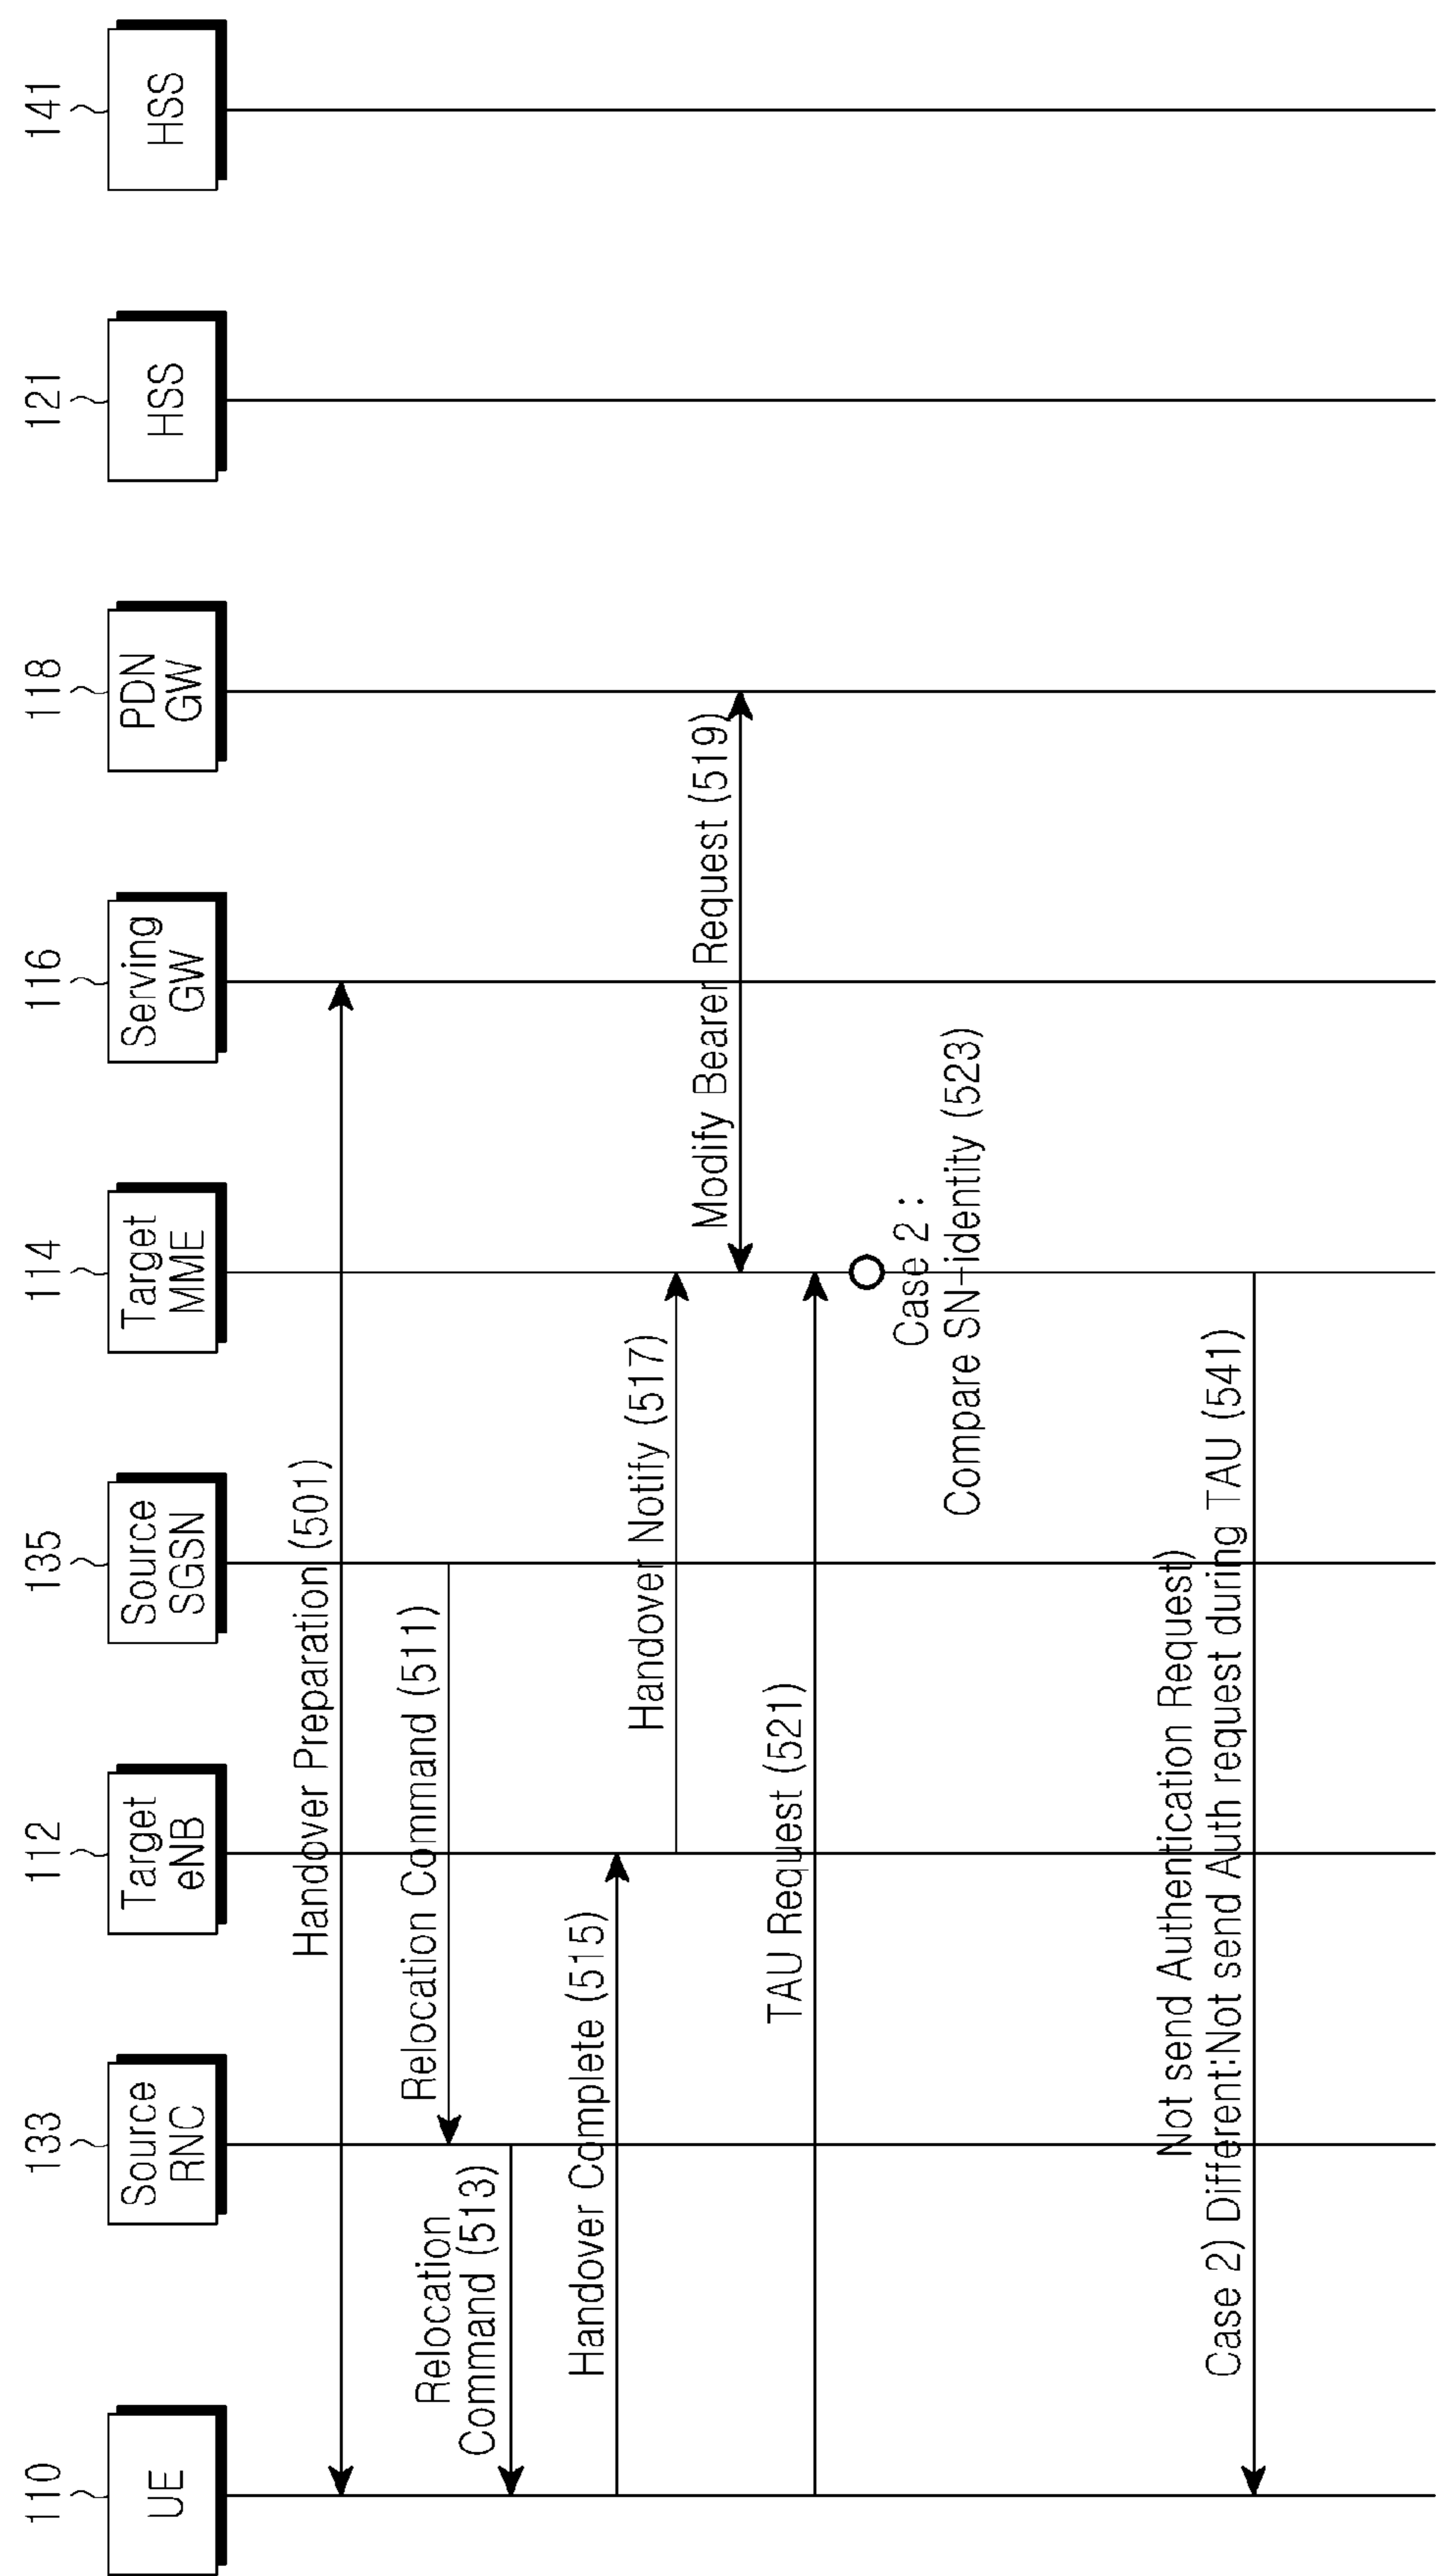 110
133
112
135
114
116
118
121
141
UE
Source
RNC
Target
eNB
Source
SGSN
Target
MME
Serving
GW
PDN
GW
HSS
HSS
Handover Preparation (501)
Relocation Command (511)
Relocation
Command (513)
Handover Complete (515)
Handover Notify (517)
Modify Bearer Request (519)
TAU Request (521)
Case 2 :
Compare SN-identity (523)
Not send Authentication Request)
Case 2) Different:Not send Auth request during TAU (541)